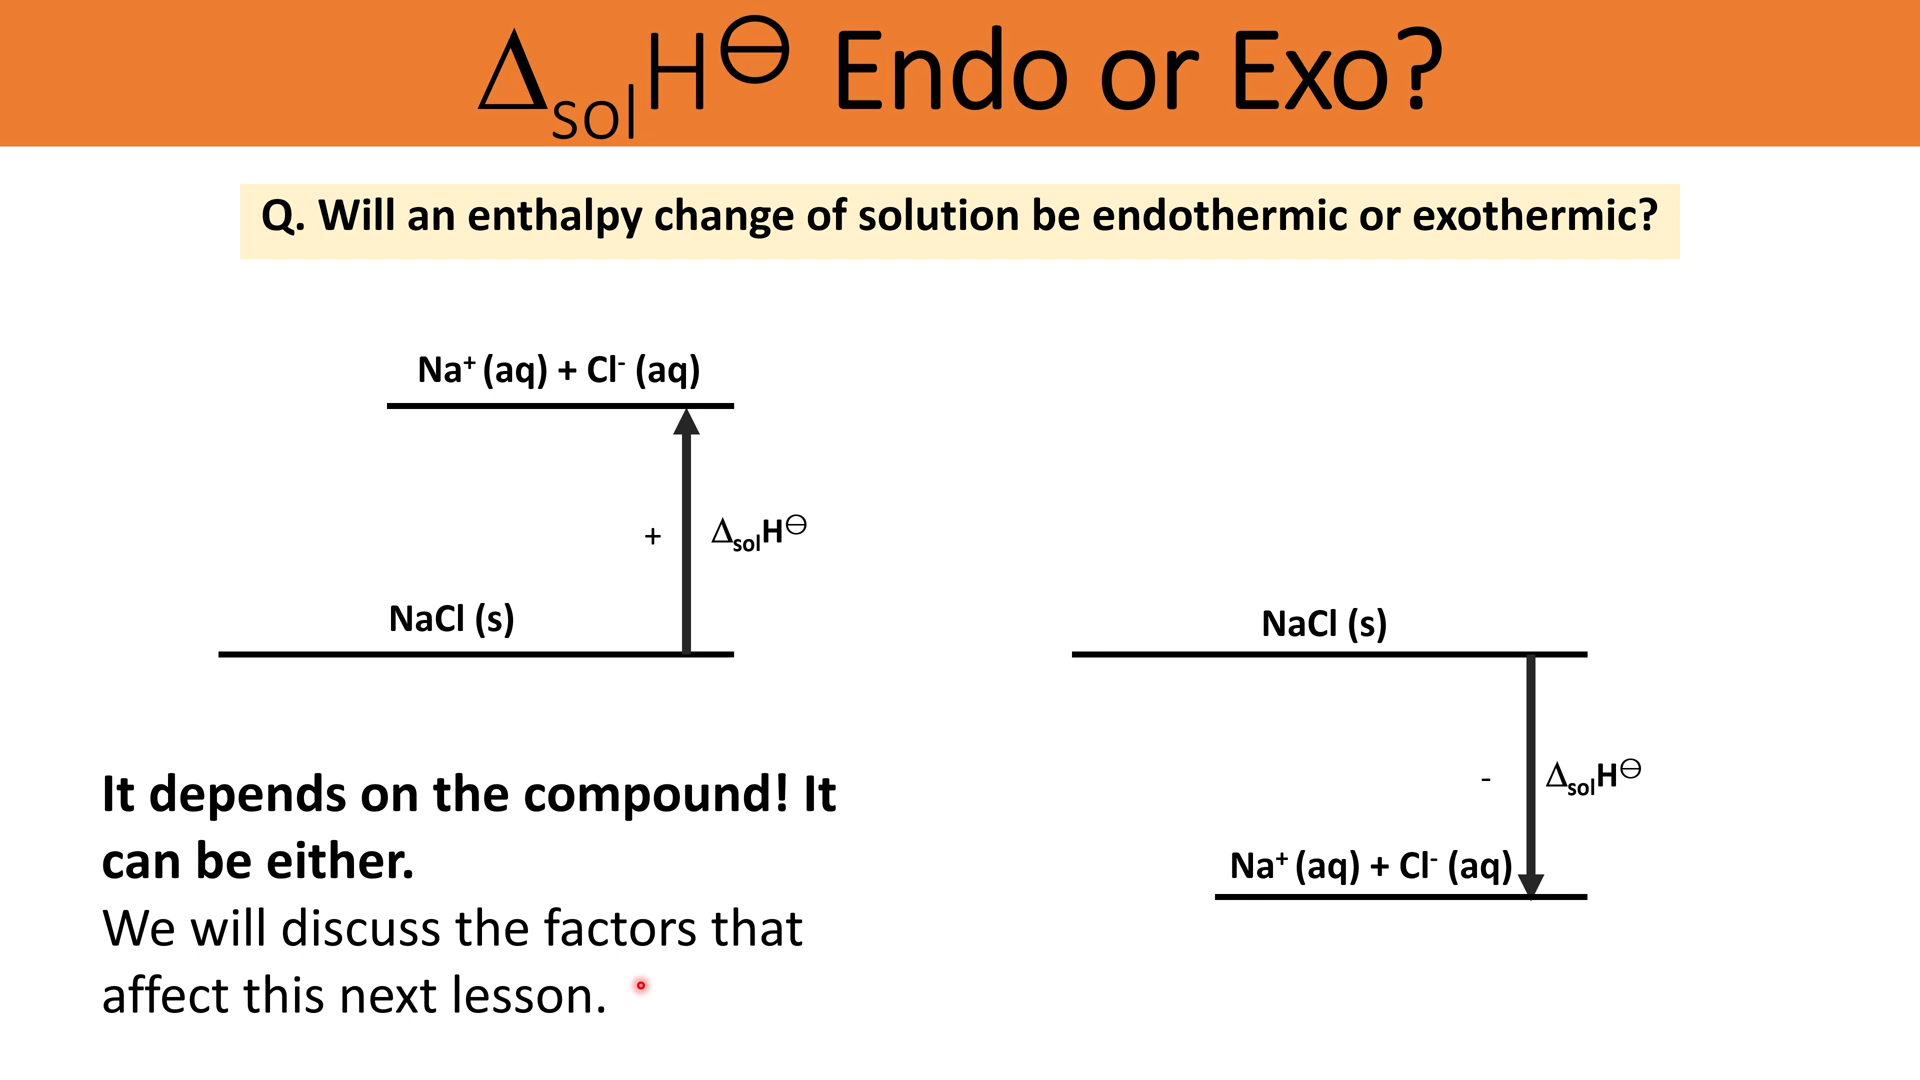 ΔsolH⊖ Endo or Exo?
Q. Will an enthalpy change of solution be endothermic or exothermic?
Na⁺ (aq) + Cl⁻ (aq)
+ ΔsolH⊖
NaCl (s)
NaCl (s)
- ΔsolH⊖
Na⁺ (aq) + Cl⁻ (aq)
It depends on the compound! It
can be either.
We will discuss the factors that
affect this next lesson.